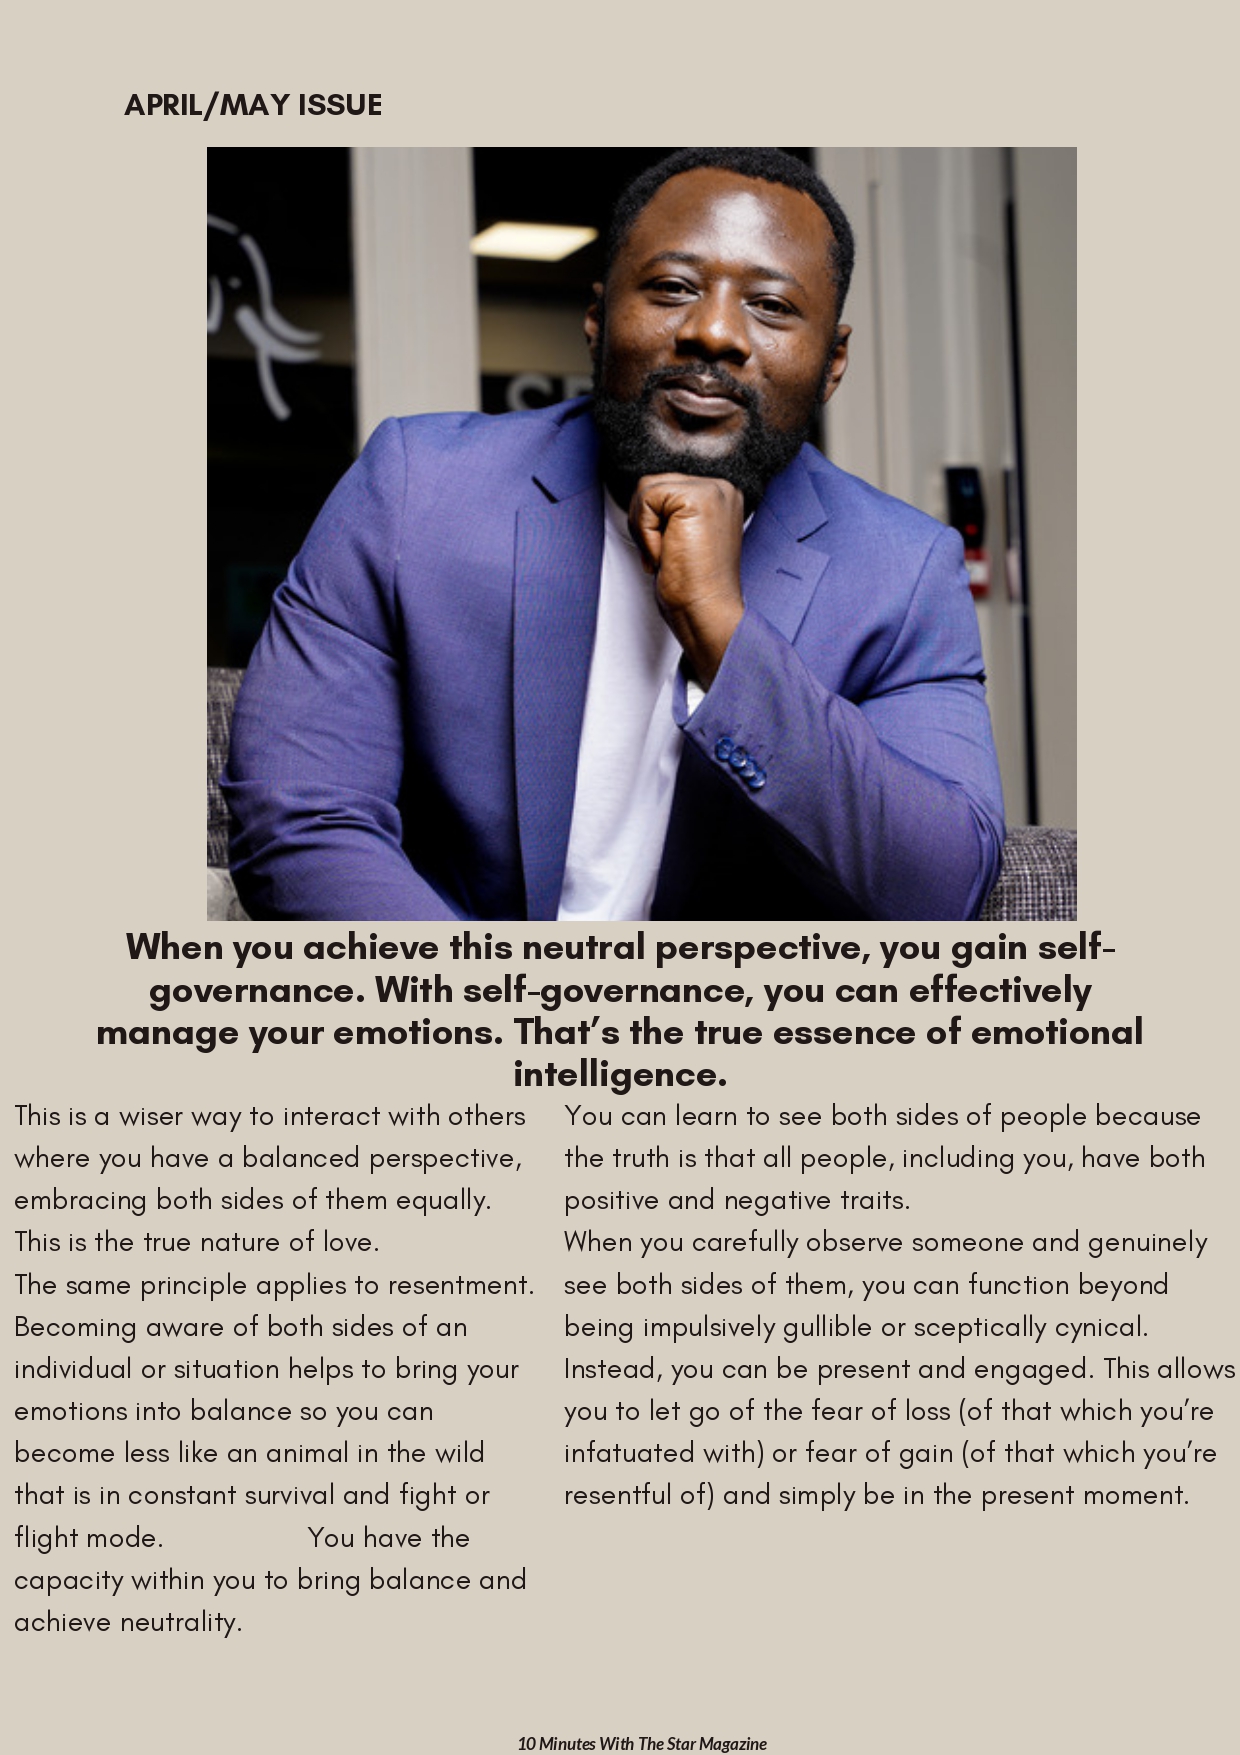 APRIL/MAY ISSUE
When you achieve this neutral perspective, you gain self-
governance. With self-governance, you can effectively
manage your emotions. That's the true essence of emotional
intelligence.
This is a wiser way to interact with others
where you have a balanced perspective,
embracing both sides of them equally.
This is the true nature of love.
The same principle applies to resentment.
Becoming aware of both sides of an
individual or situation helps to bring your
emotions into balance so you can
become less like an animal in the wild
that is in constant survival and fight or
flight mode. You have the
capacity within you to bring balance and
achieve neutrality.
You can learn to see both sides of people because
the truth is that all people, including you, have both
positive and negative traits.
When you carefully observe someone and genuinely
see both sides of them, you can function beyond
being impulsively gullible or sceptically cynical.
Instead, you can be present and engaged. This allows
you to let go of the fear of loss (of that which you're
infatuated with) or fear of gain (of that which you're
resentful of) and simply be in the present moment.
10 Minutes With The Star Magazine